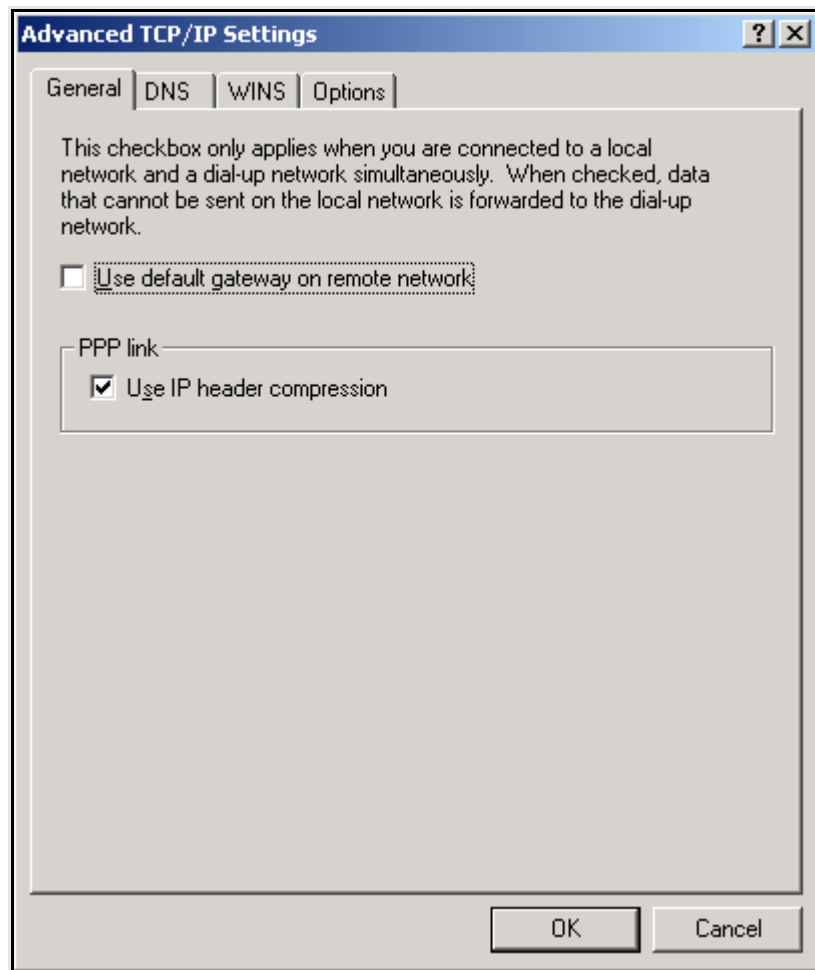 Advanced TCP/IP Settings
General DNS WINS Options
This checkbox only applies when you are connected to a local
network and a dial-up network simultaneously. When checked, data
that cannot be sent on the local network is forwarded to the dial-up
network.
Use default gateway on remote network
PPP link
Use IP header compression
OK Cancel